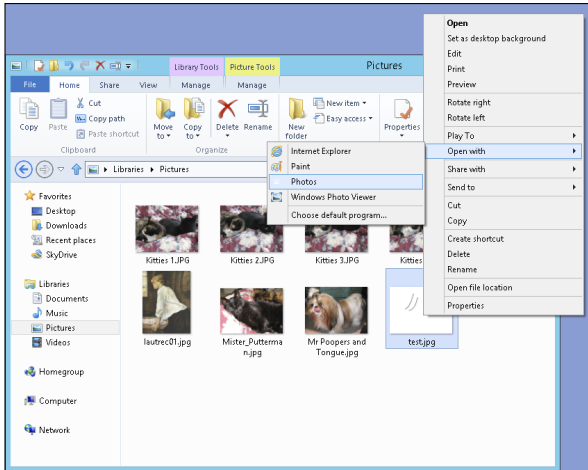 Library Tools
Picture Tools
Pictures
File
Home
Share
View
Manage
Manage
Copy
Paste
Cut
Copy path
Paste shortcut
Clipboard
Move to
Copy to
Delete
Rename
Organize
New folder
New item
Easy access
Properties
Libraries
Pictures
Favorites
Desktop
Downloads
Recent places
SkyDrive
Libraries
Documents
Music
Pictures
Videos
Homegroup
Computer
Network
Kitties 1.JPG
Kitties 2.JPG
Kitties 3.JPG
Kitties
lautrec01.jpg
Mister_Putterma
n.jpg
Mr Poopers and
Tongue.jpg
test.jpg
Internet Explorer
Paint
Photos
Windows Photo Viewer
Choose default program...
Open
Set as desktop background
Edit
Print
Preview
Rotate right
Rotate left
Play To
Open with
Share with
Send to
Cut
Copy
Create shortcut
Delete
Rename
Open file location
Properties